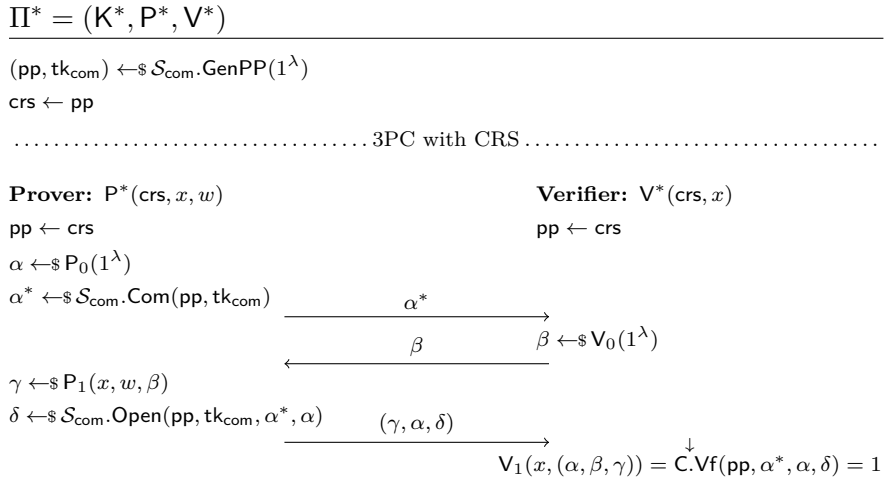 Π* = (K*, P*, V*)
(pp, tk_com) ←$ S_com.GenPP(1^λ)
crs ← pp
3PC with CRS
Prover: P*(crs, x, w) Verifier: V*(crs, x)
pp ← crs pp ← crs
α ←$ P_0(1^λ)
α* ←$ S_com.Com(pp, tk_com) α*
β β ←$ V_0(1^λ)
γ ←$ P_1(x, w, β)
δ ←$ S_com.Open(pp, tk_com, α*, α) (γ, α, δ)
↓
V_1(x, (α, β, γ)) = C.Vf(pp, α*, α, δ) = 1